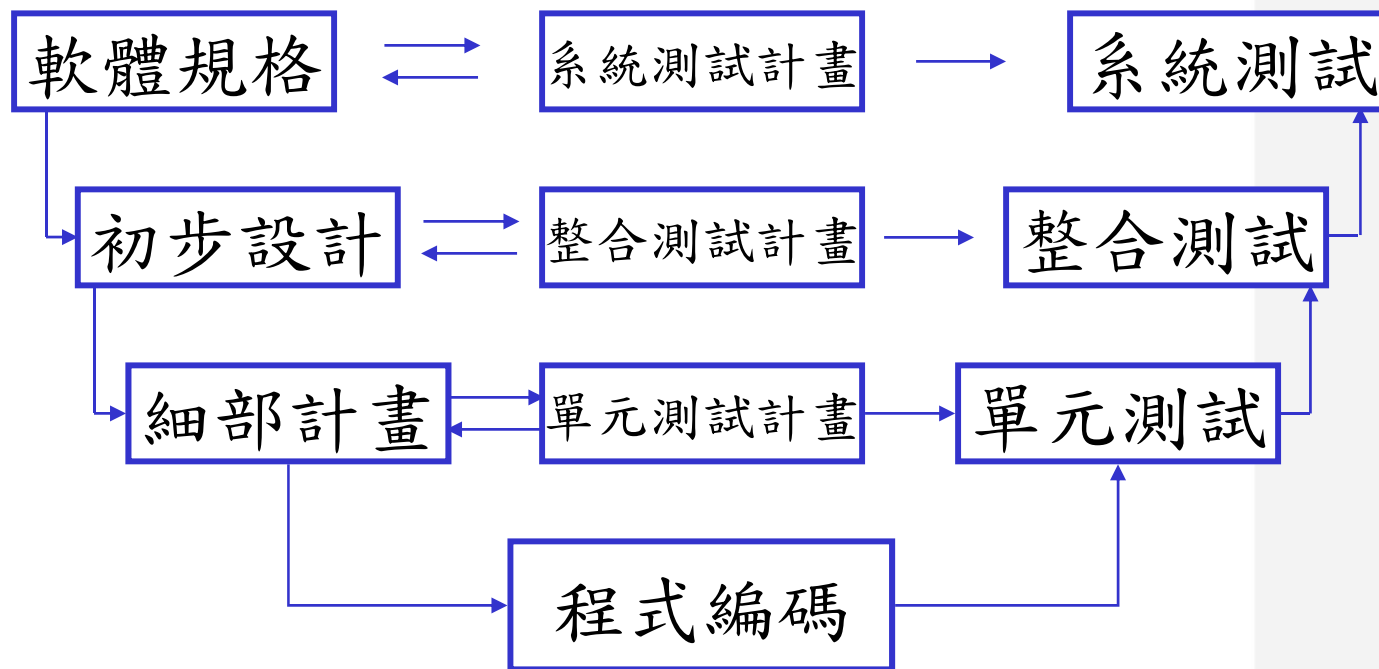 軟體規格
系統測試計畫
系統測試
初步設計
整合測試計畫
整合測試
細部計畫
單元測試計畫
單元測試
程式編碼